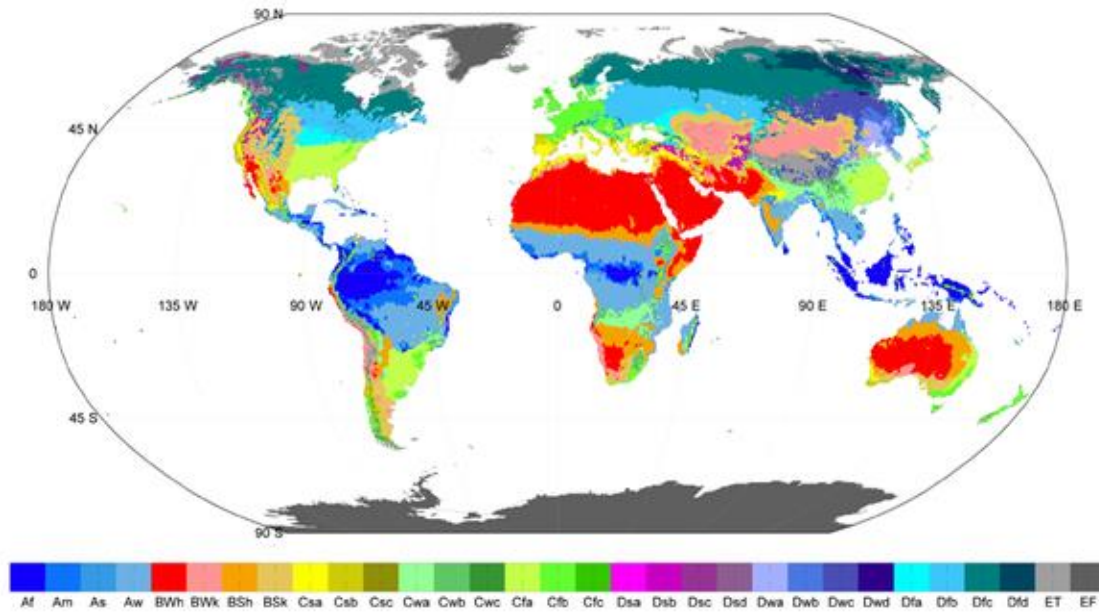 90 N
45 N
0
180 W 135 W 90 W 45 W 0 45 E 90 E 135 E 180 E
45 S
90 S
Af Am As Aw BWh BWk BSh BSk Csa Csb Csc Cwa Cwb Cwc Cfa Cfb Cfc Dsa Dsb Dsc Dsd Dwa Dwb Dwc Dwd Dfa Dfb Dfc Dfd ET EF